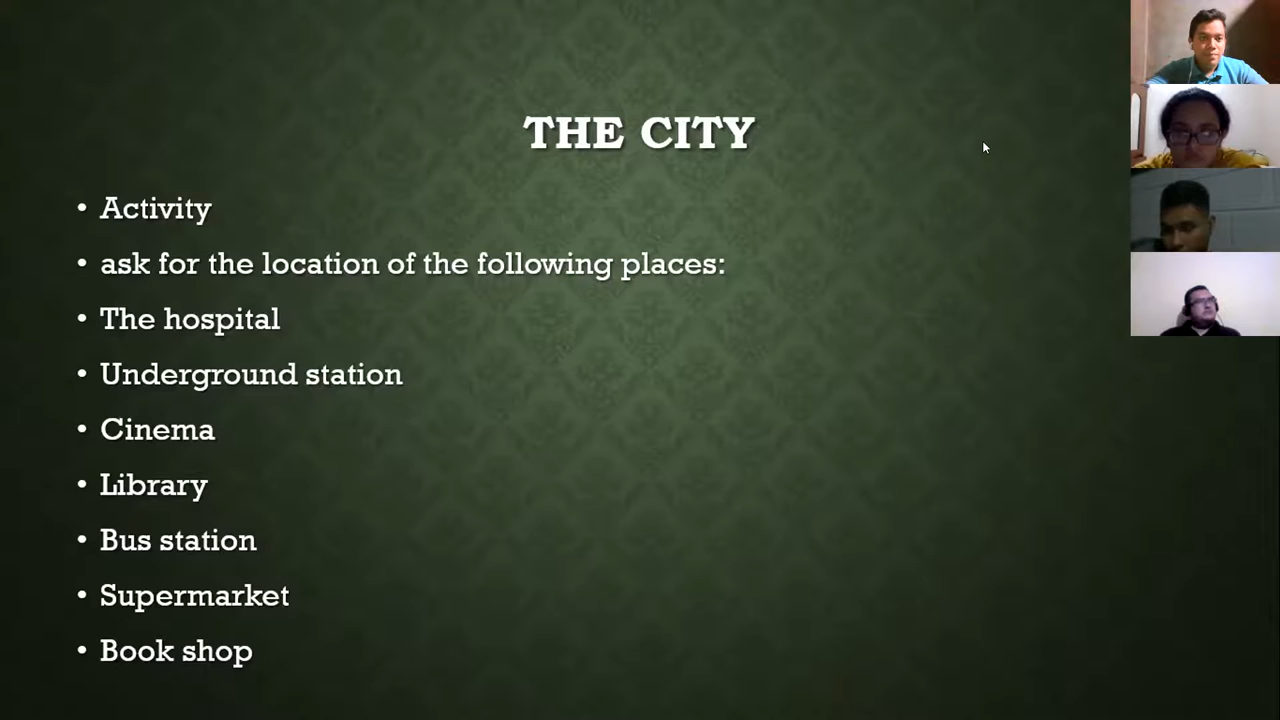 THE CITY
• Activity
• ask for the location of the following places:
• The hospital
• Underground station
• Cinema
• Library
• Bus station
• Supermarket
• Book shop